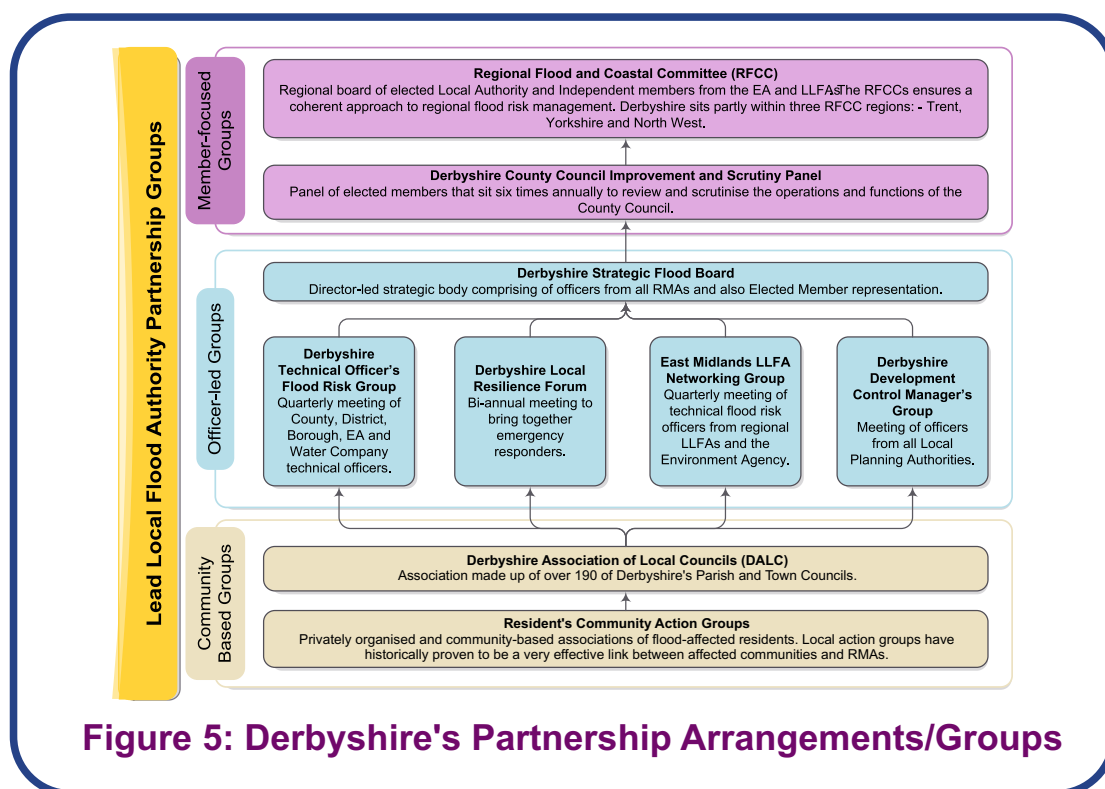 Lead Local Flood Authority Partnership Groups
Member-focused
Groups
Regional Flood and Coastal Committee (RFCC)
Regional board of elected Local Authority and Independent members from the EA and LLFAs.The RFCCs ensures a
coherent approach to regional flood risk management. Derbyshire sits partly within three RFCC regions: - Trent,
Yorkshire and North West.
Derbyshire County Council Improvement and Scrutiny Panel
Panel of elected members that sit six times annually to review and scrutinise the operations and functions of the
County Council.
Officer-led Groups
Derbyshire Strategic Flood Board
Director-led strategic body comprising of officers from all RMAs and also Elected Member representation.
Derbyshire
Technical Officer's
Flood Risk Group
Quarterly meeting of
County, District,
Borough, EA and
Water Company
technical officers.
Derbyshire Local
Resilience Forum
Bi-annual meeting to
bring together
emergency
responders.
East Midlands LLFA
Networking Group
Quarterly meeting of
technical flood risk
officers from regional
LLFAs and the
Environment Agency.
Derbyshire
Development
Control Manager's
Group
Meeting of officers
from all Local
Planning Authorities.
Community
Based Groups
Derbyshire Association of Local Councils (DALC)
Association made up of over 190 of Derbyshire's Parish and Town Councils.
Resident's Community Action Groups
Privately organised and community-based associations of flood-affected residents. Local action groups have
historically proven to be a very effective link between affected communities and RMAs.
Figure 5: Derbyshire's Partnership Arrangements/Groups